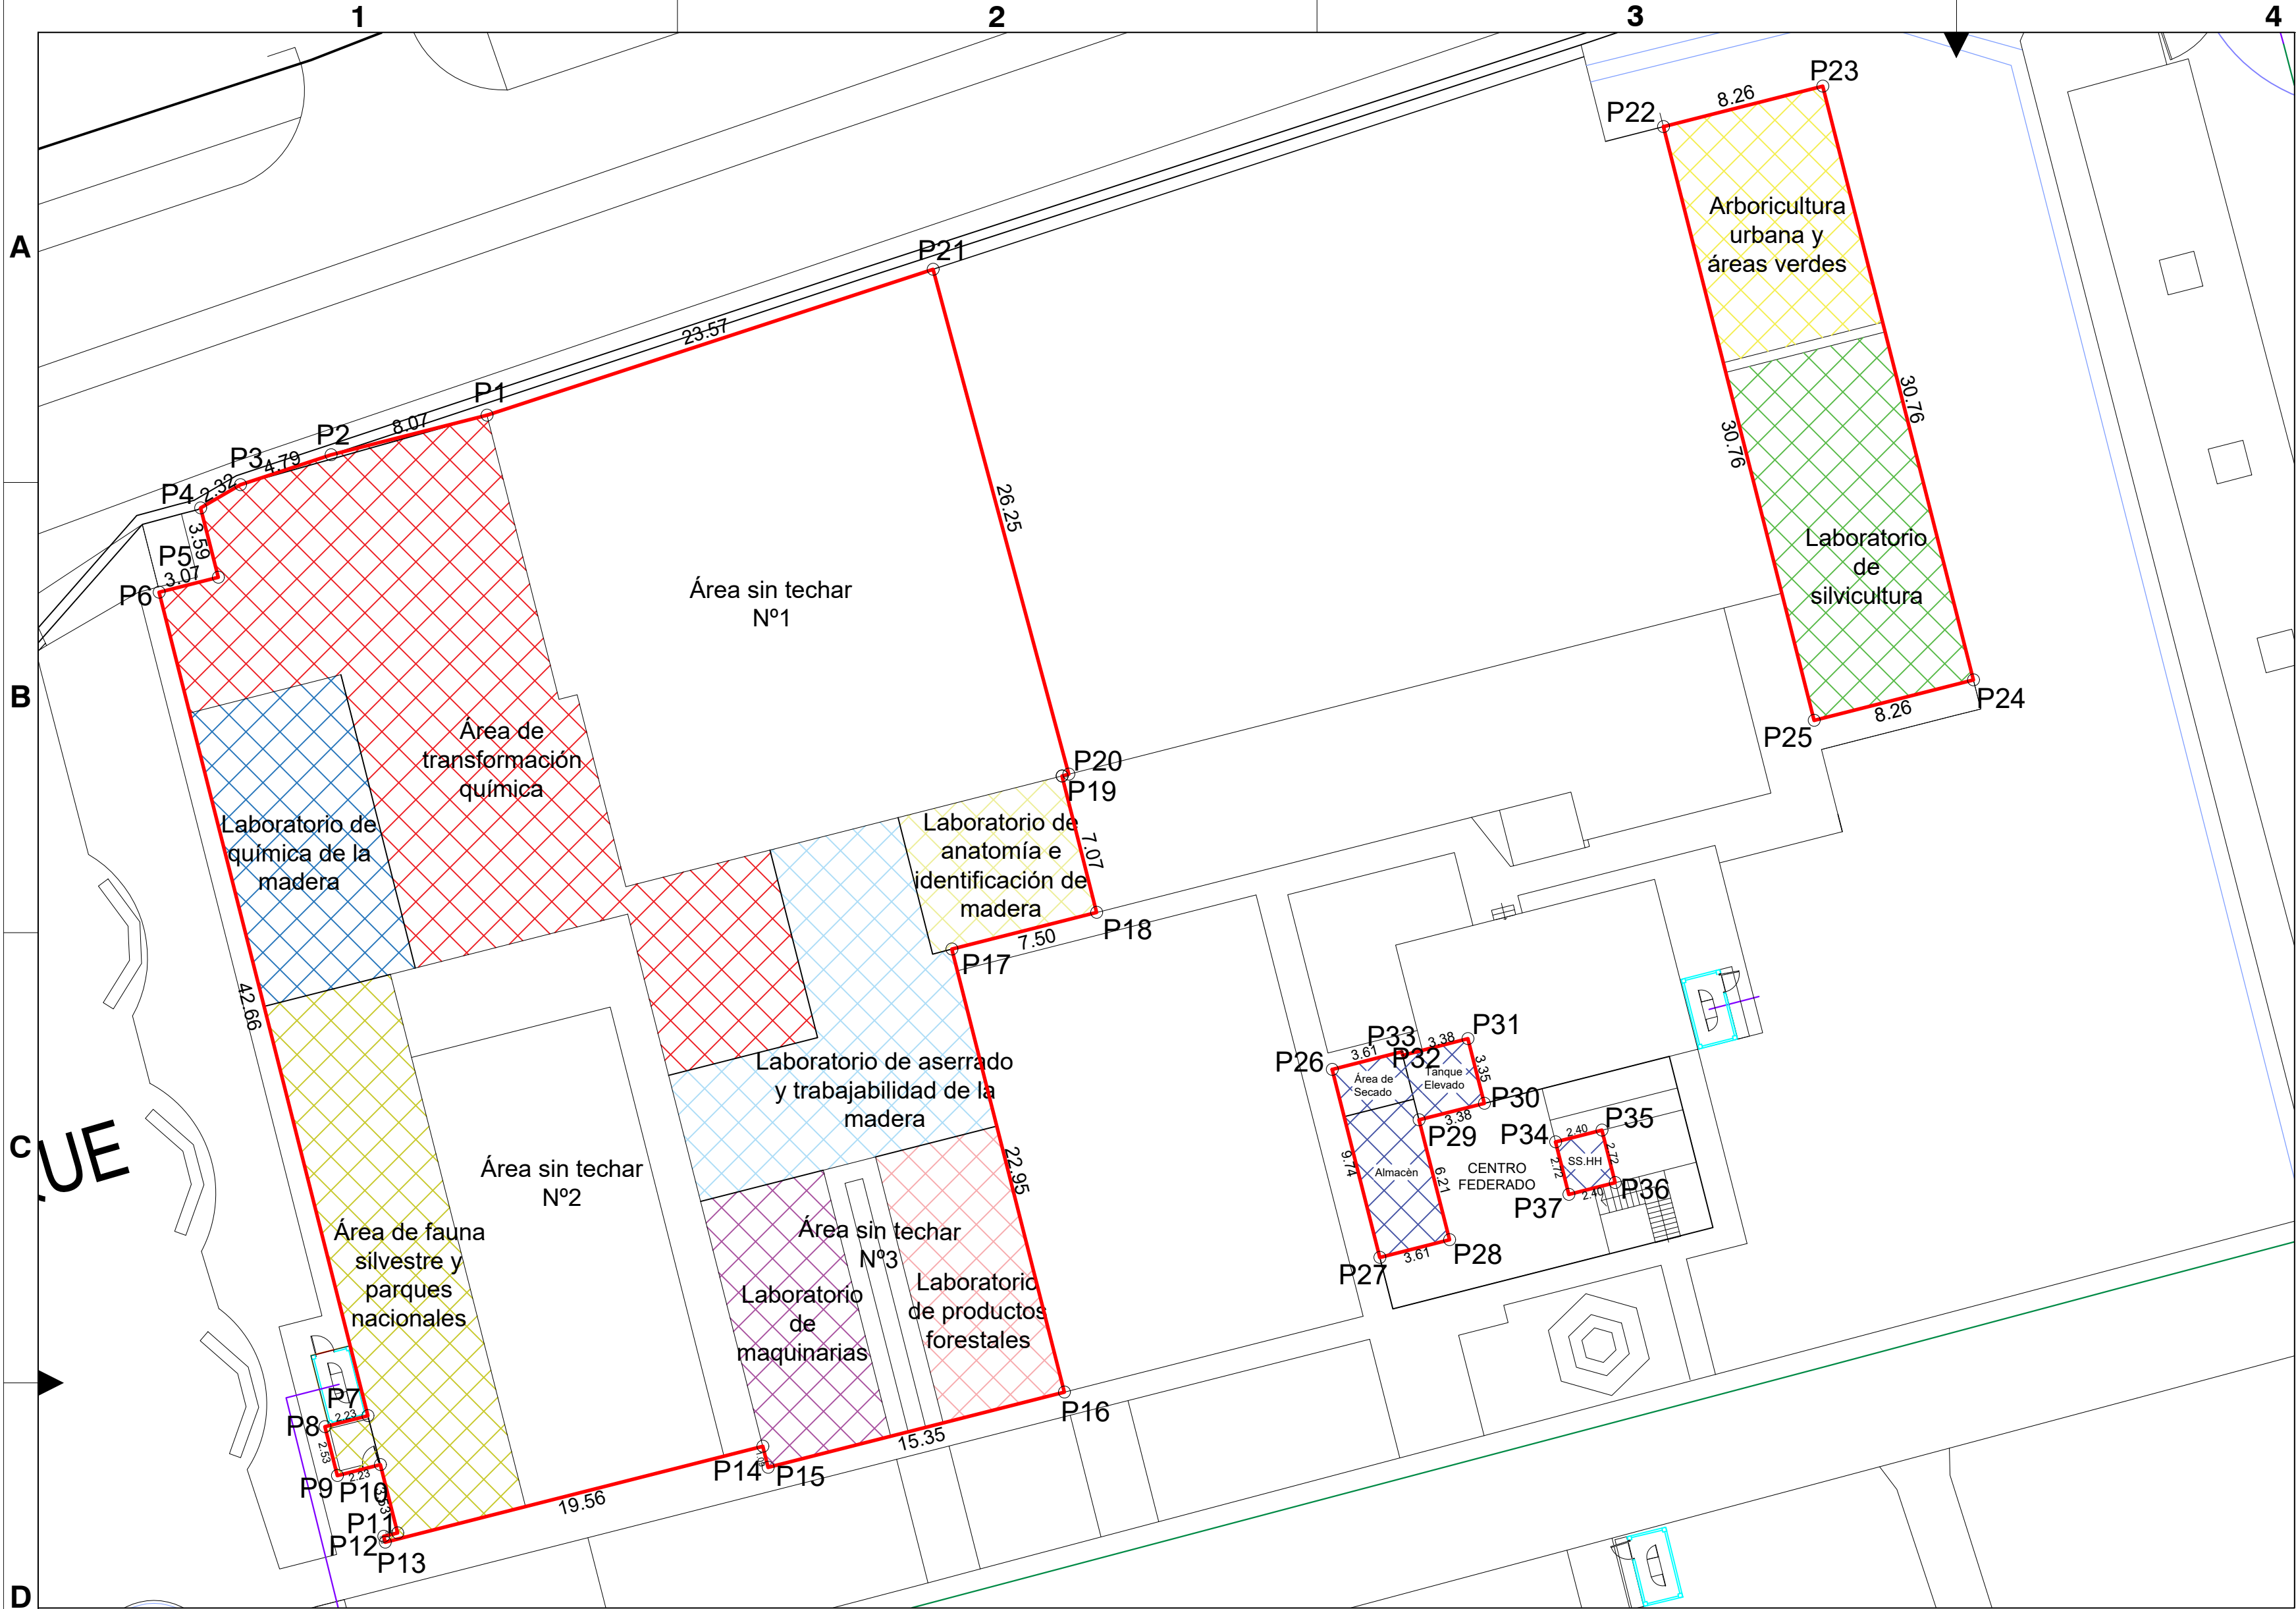 1
2
3
4
A
B
C
D
P23
8.26
P22
Arboricultura
urbana y
áreas verdes
30.76
30.76
Laboratorio
de
silvicultura
P24
8.26
P25
P21
23.57
P1
8.07
P2
P3
4.79
2.32
P4
3.59
P5
3.07
P6
26.25
Área sin techar
Nº1
Área de
transformación
química
Laboratorio de
química de la
madera
42.66
P20
P19
7.07
Laboratorio de
anatomía e
identificación de
madera
P18
7.50
P17
Laboratorio de aserrado
y trabajabilidad de la
madera
22.95
Área sin techar
Nº2
Área sin techar
Nº3
Área de fauna
silvestre y
parques
nacionales
Laboratorio
de
maquinarias
Laboratorio
de productos
forestales
P16
15.35
P14
P15
19.56
P7
2.23
P8
2.53
P9
2.23
P10
3.53
P11
P12
P13
UE
P26
3.61
P33
P32
3.38
P31
3.35
P30
3.38
P29
Área de
Secado
Tanque
Elevado
Almacèn
9.74
6.21
P28
3.61
P27
CENTRO
FEDERADO
P34
2.40
P35
2.72
2.72
SS.HH
P36
2.40
P37